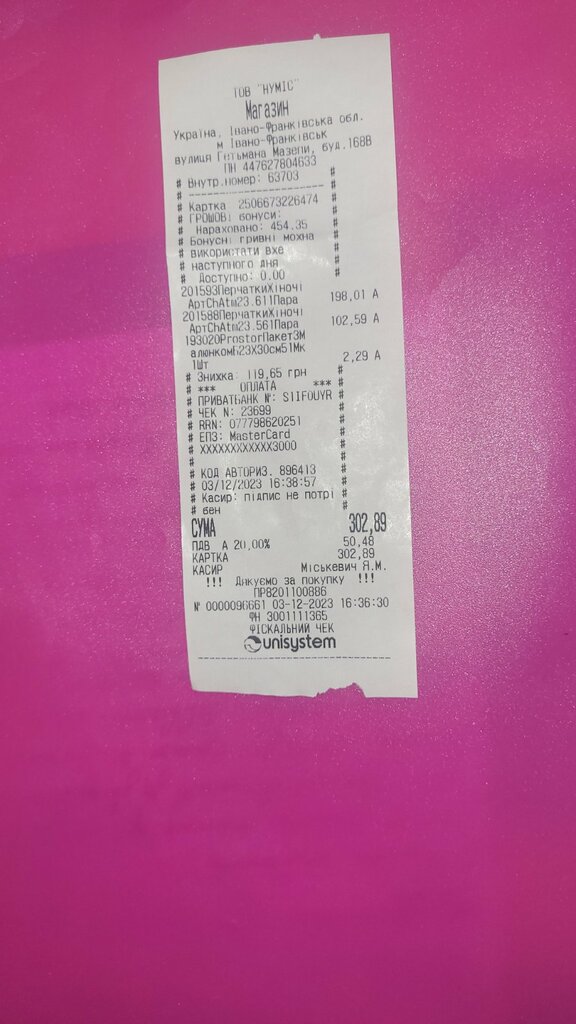 ТОВ "НУМІС"
Магазин
Україна, Івано-Франківська обл.
м Івано-Франківськ
вулиця Гетьмана Мазепи, буд.168В
ПН 447627804633
# Внутр.номер: 63703 #
# ------------------------ #
# Картка 2506673226474 #
# ГРОШОВІ бонуси: #
# Нараховано: 454.35 #
# Бонусні гривні можна #
# використати вже #
# наступного дня #
# Доступно: 0.00 #
201593ПерчаткиЖіночі
АртChAtm23.611Пара 198,01 А
201588ПерчаткиЖіночі
АртChAtm23.561Пара 102,59 А
193020ProstorПакет3М
алюнкомБ23Х30см51Мк
1Шт 2,29 А
# Знижка: 119,65 грн #
# *** ОПЛАТА *** #
# ПРИВАТБАНК №: S1IF0UYR #
# ЧЕК N: 23699 #
# RRN: 077798620251 #
# ЕПЗ: MasterCard #
# XXXXXXXXXXXX3000 #
# #
# КОД АВТОРИЗ. 896413 #
# 03/12/2023 16:38:57 #
# Касир: підпис не потрі #
# бен #
СУМА 302,89
ПДВ А 20,00% 50,48
КАРТКА 302,89
КАСИР Міськевич Я.М.
!!! Дякуємо за покупку !!!
ПР8201100886
№ 0000096661 03-12-2023 16:36:30
ФН 3001111365
ФІСКАЛЬНИЙ ЧЕК
unisystem